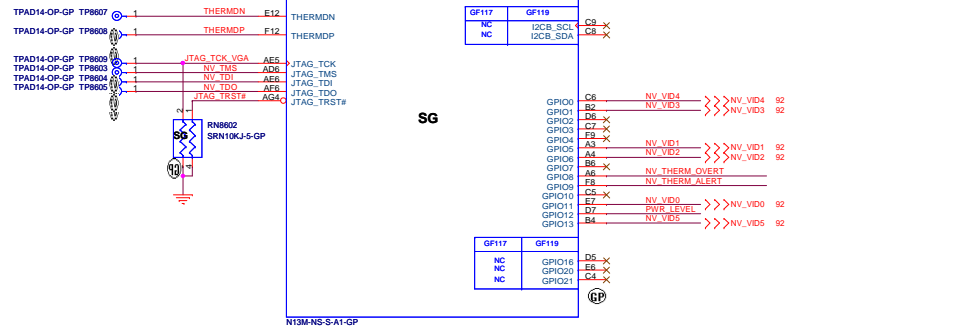 TPAD14-OP-GP TP8607 1 THERMDN E12 THERMDN
TPAD14-OP-GP TP8608 1 THERMDP F12 THERMDP
TPAD14-OP-GP TP8609 1 JTAG_TCK_VGA AE5 JTAG_TCK
TPAD14-OP-GP TP8603 1 NV_TMS AD6 JTAG_TMS
TPAD14-OP-GP TP8604 1 NV_TDI AE6 JTAG_TDI
TPAD14-OP-GP TP8605 1 NV_TDO AF6 JTAG_TDO
JTAG_TRST# AG4 JTAG_TRST#
2 1
RN8602
SRN10KJ-5-GP
SG
4
SG
GF117 GF119
NC I2CB_SCL C9
NC I2CB_SDA C8
GPIO0 C6 NV_VID4 NV_VID4 92
GPIO1 B2 NV_VID3 NV_VID3 92
GPIO2 D6
GPIO3 C7
GPIO4 F9
GPIO5 A3 NV_VID1 NV_VID1 92
GPIO6 A4 NV_VID2 NV_VID2 92
GPIO7 B6
GPIO8 A6 NV_THERM_OVERT
GPIO9 F8 NV_THERM_ALERT
GPIO10 C5
GPIO11 E7 NV_VID0 NV_VID0 92
GPIO12 D7 PWR_LEVEL
GPIO13 B4 NV_VID5 NV_VID5 92
GF117 GF119
NC GPIO16 D5
NC GPIO20 E6
NC GPIO21 C4
GP
N13M-NS-S-A1-GP